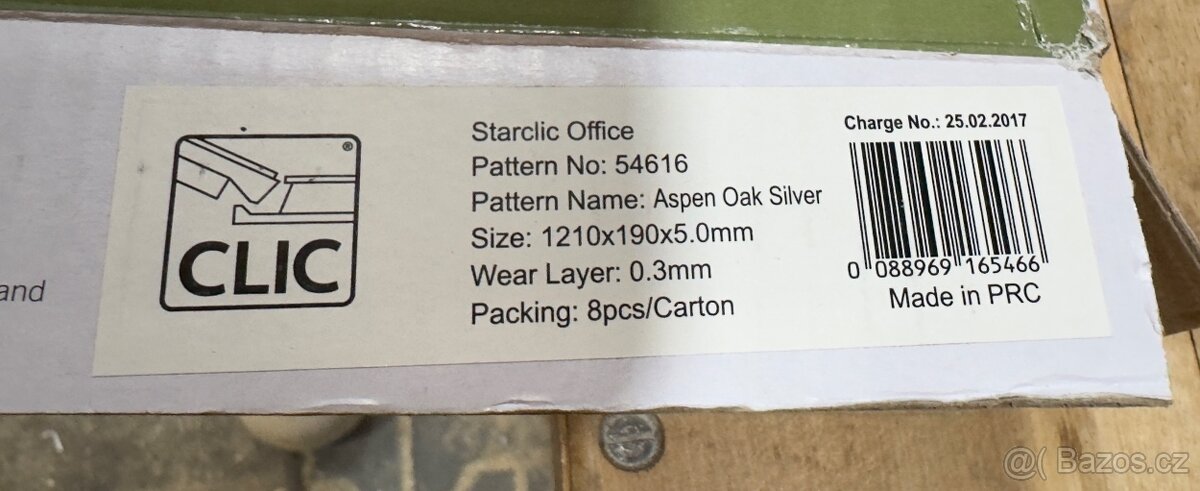 Starclic Office
Pattern No: 54616
Pattern Name: Aspen Oak Silver
Size: 1210x190x5.0mm
Wear Layer: 0.3mm
Packing: 8pcs/Carton
Charge No.: 25.02.2017
0 088969 165466
Made in PRC
®
CLIC
and
@( Bazos.cz